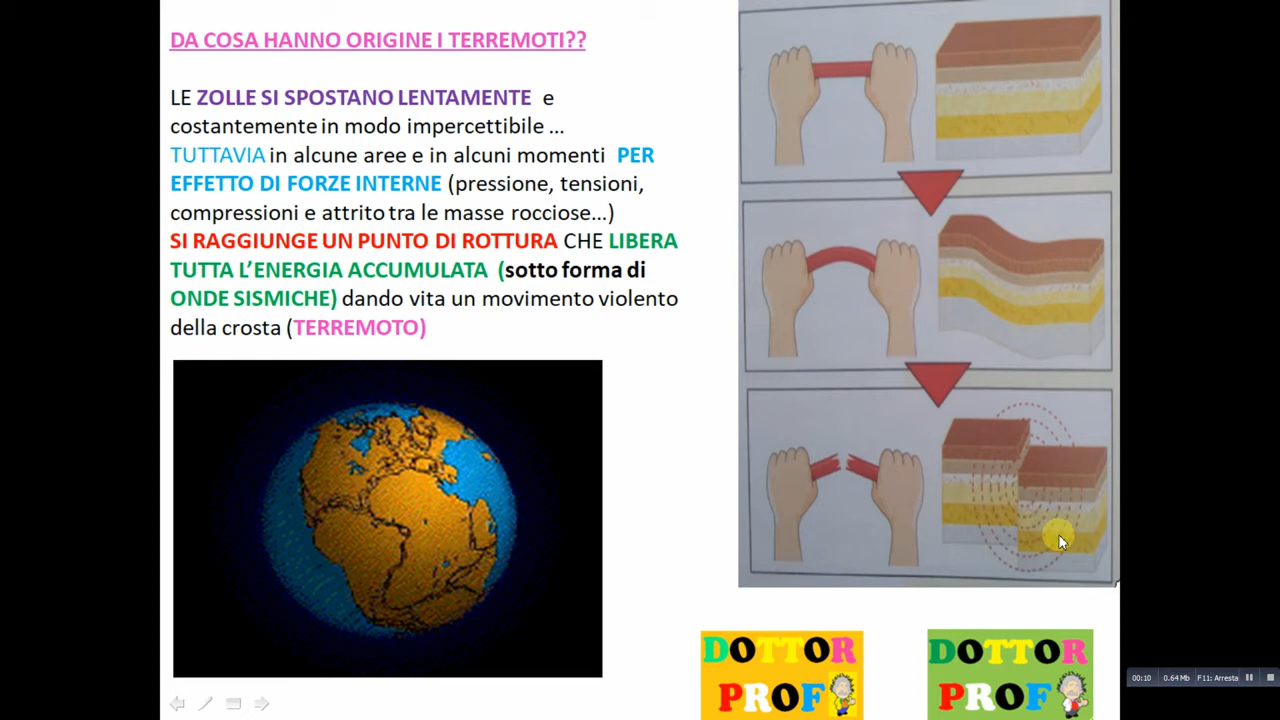 DA COSA HANNO ORIGINE I TERREMOTI??
LE ZOLLE SI SPOSTANO LENTAMENTE e
costantemente in modo impercettibile ...
TUTTAVIA in alcune aree e in alcuni momenti PER
EFFETTO DI FORZE INTERNE (pressione, tensioni,
compressioni e attrito tra le masse rocciose...)
SI RAGGIUNGE UN PUNTO DI ROTTURA CHE LIBERA
TUTTA L'ENERGIA ACCUMULATA (sotto forma di
ONDE SISMICHE) dando vita un movimento violento
della crosta (TERREMOTO)
DOTTOR
PROF
DOTTOR
PROF
00:10 0.64 Mb F11: Arresta